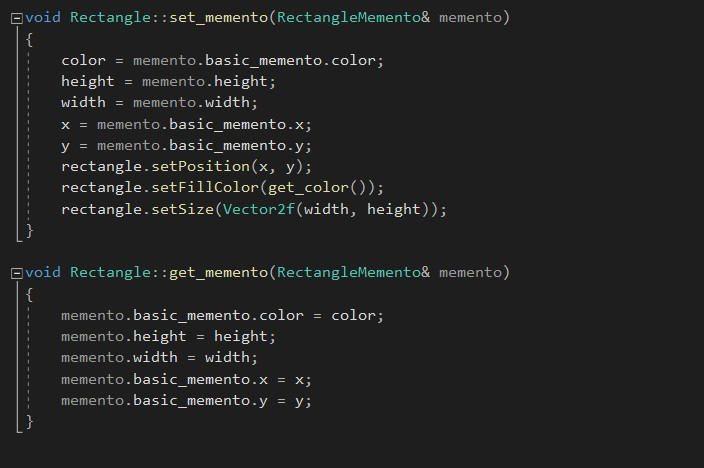 void Rectangle::set_memento(RectangleMemento& memento)
{
    color = memento.basic_memento.color;
    height = memento.height;
    width = memento.width;
    x = memento.basic_memento.x;
    y = memento.basic_memento.y;
    rectangle.setPosition(x, y);
    rectangle.setFillColor(get_color());
    rectangle.setSize(Vector2f(width, height));
}
void Rectangle::get_memento(RectangleMemento& memento)
{
    memento.basic_memento.color = color;
    memento.height = height;
    memento.width = width;
    memento.basic_memento.x = x;
    memento.basic_memento.y = y;
}